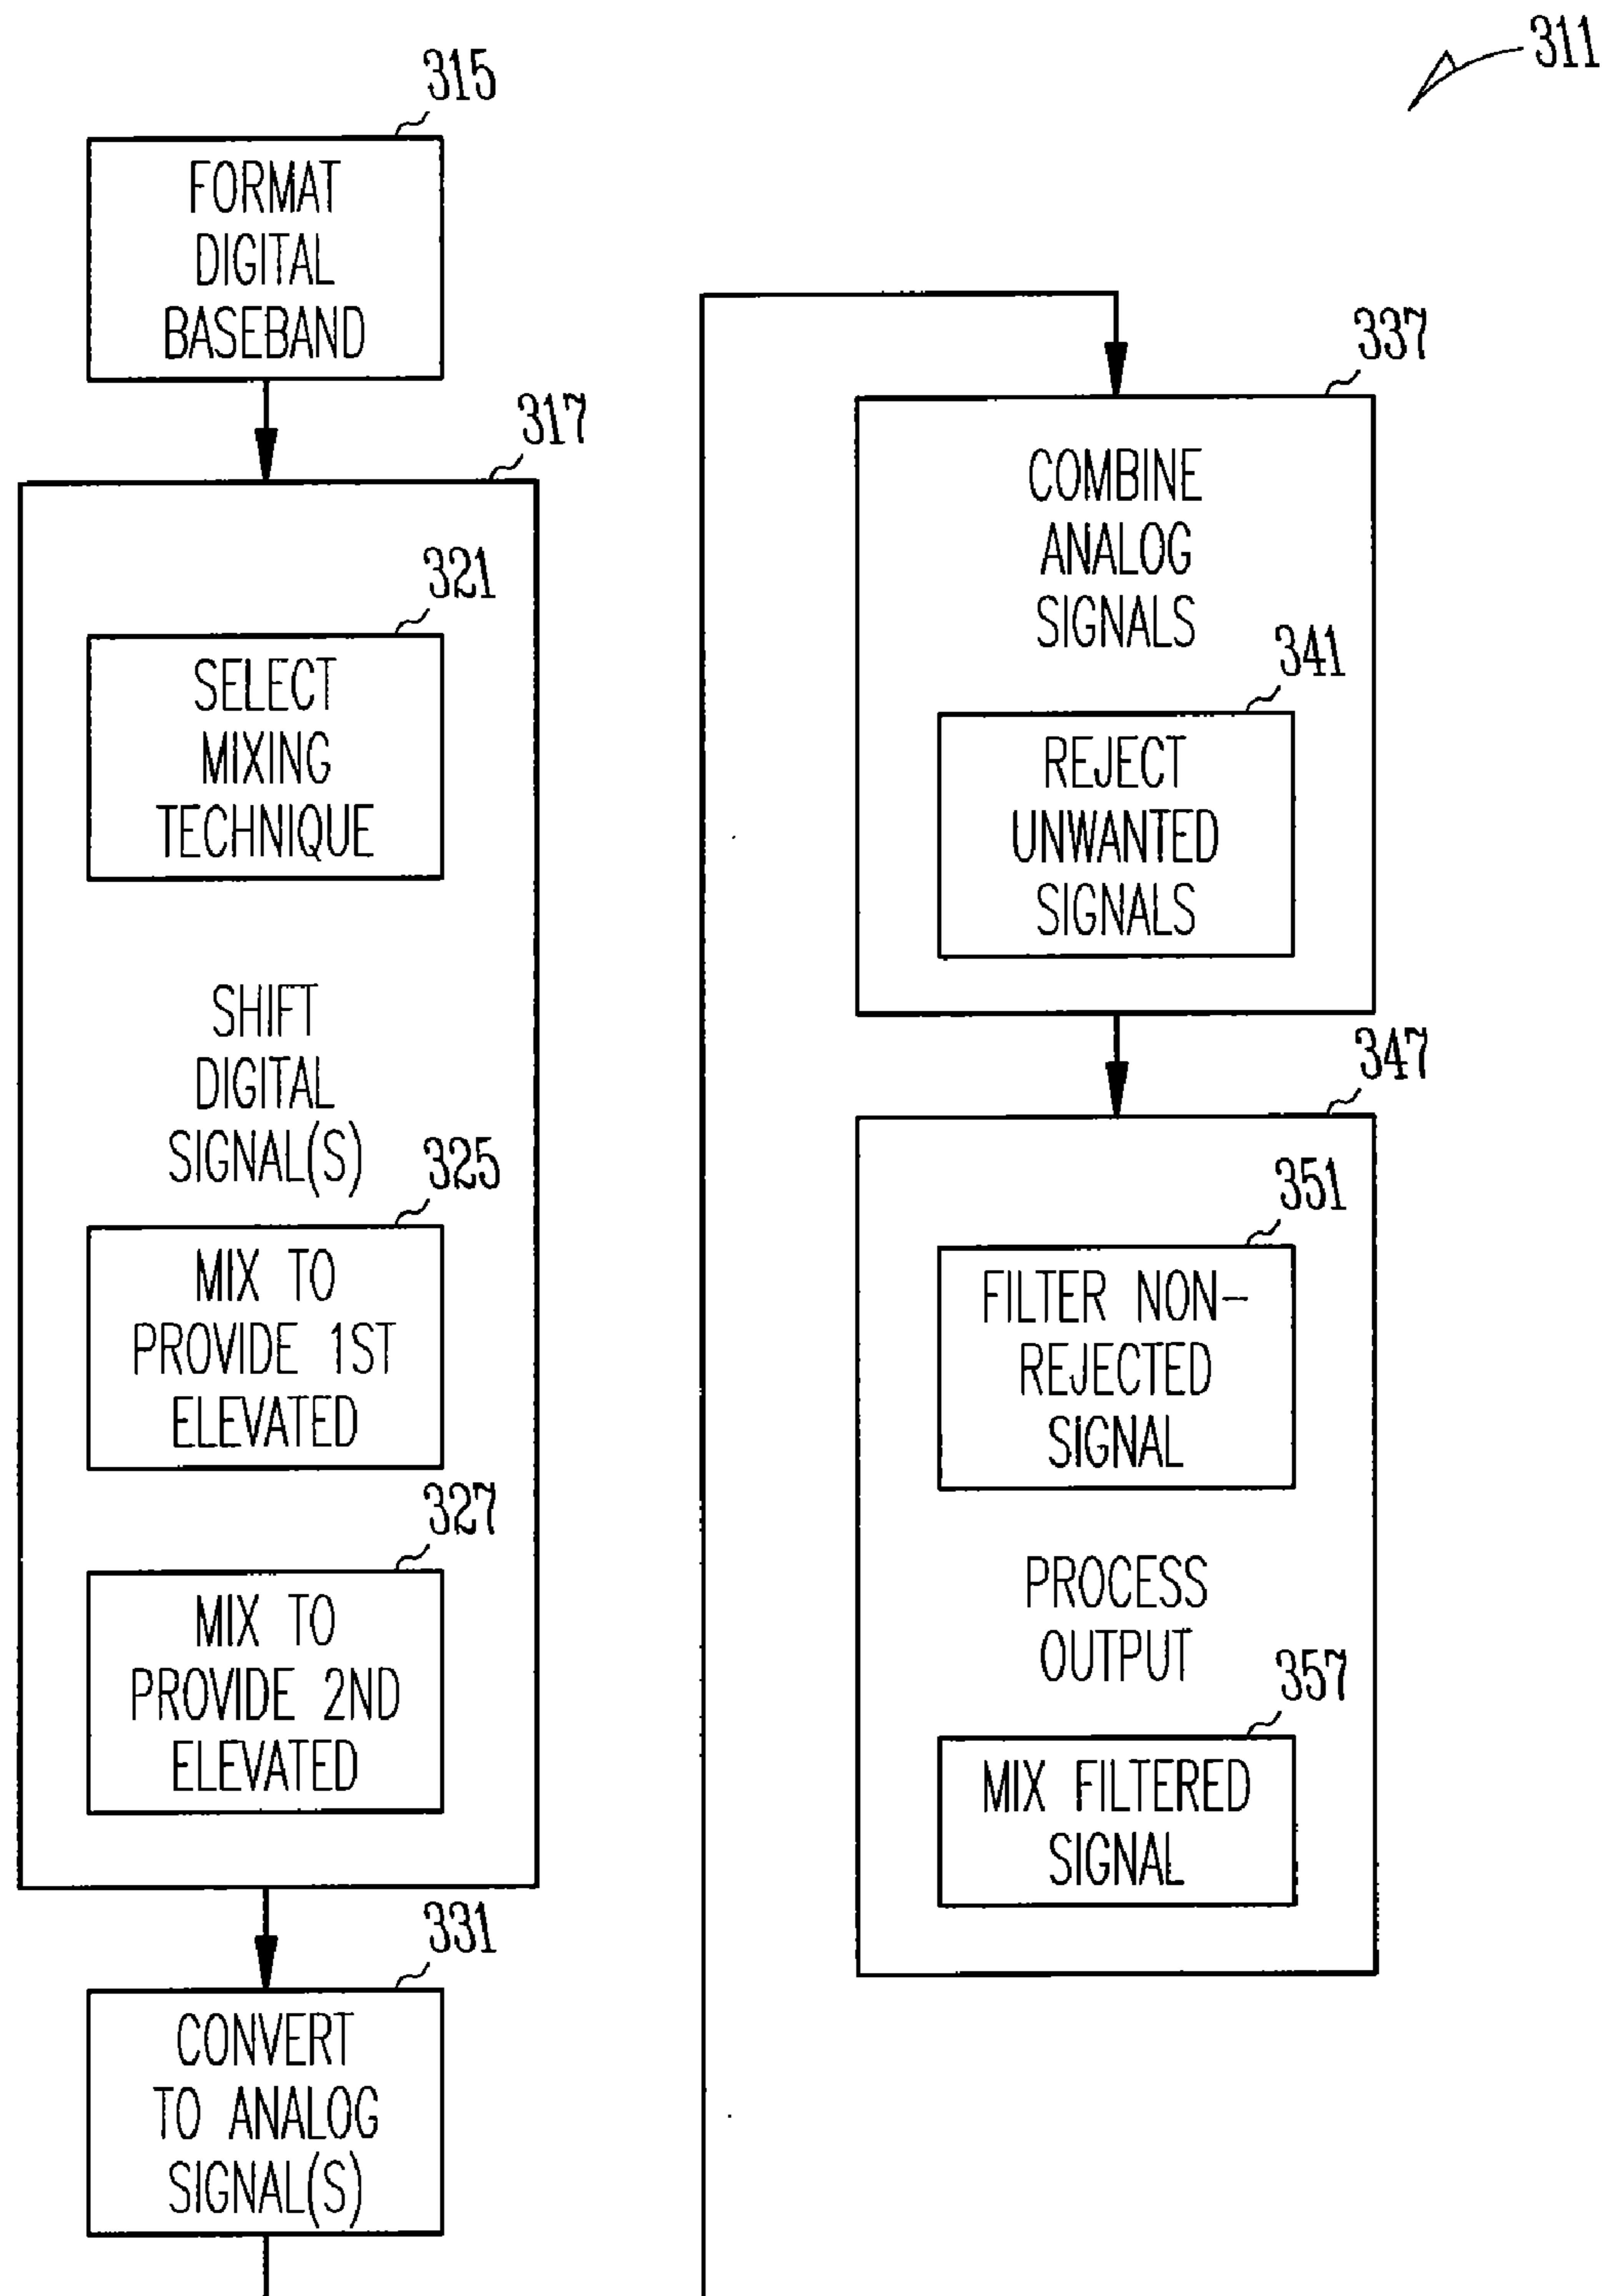 311
315
FORMAT
DIGITAL
BASEBAND
317
321
SELECT
MIXING
TECHNIQUE
SHIFT
DIGITAL
SIGNAL(S)
325
MIX TO
PROVIDE 1ST
ELEVATED
327
MIX TO
PROVIDE 2ND
ELEVATED
331
CONVERT
TO ANALOG
SIGNAL(S)
337
COMBINE
ANALOG
SIGNALS
341
REJECT
UNWANTED
SIGNALS
347
351
FILTER NON-
REJECTED
SIGNAL
PROCESS
OUTPUT
357
MIX FILTERED
SIGNAL